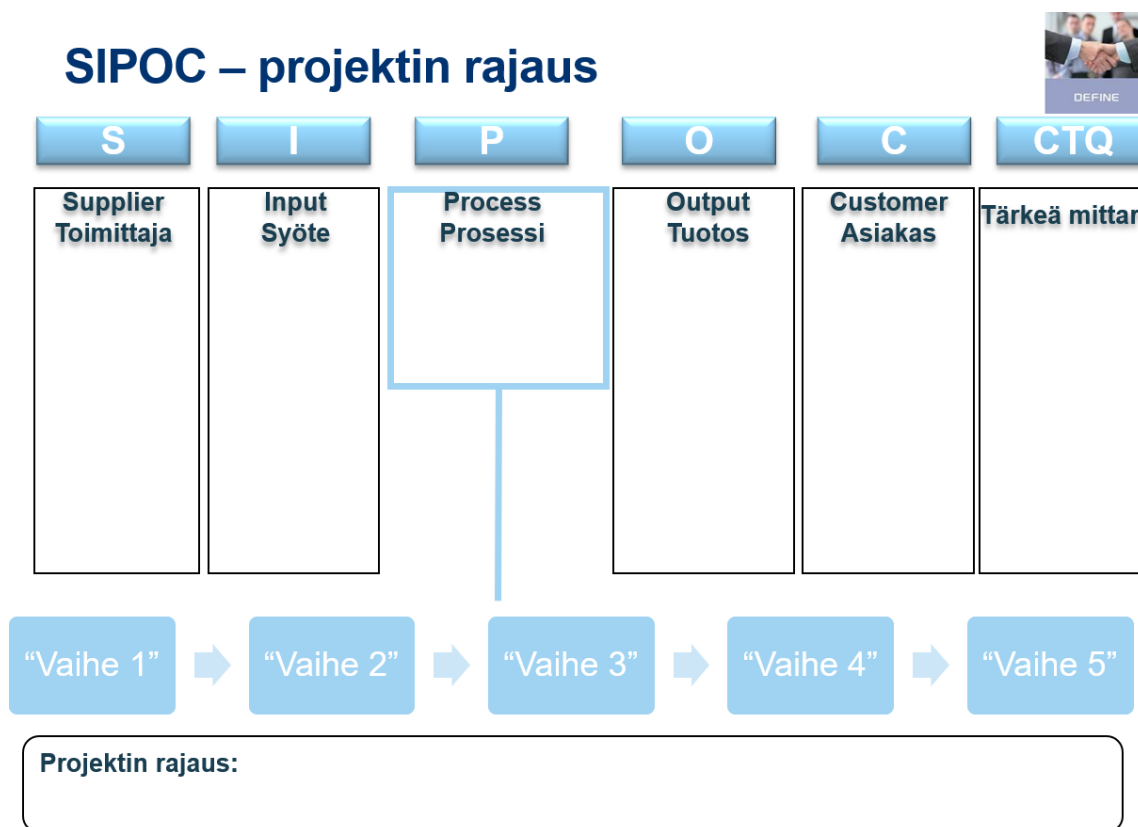 SIPOC – projektin rajaus
DEFINE
S
I
P
O
C
CTQ
Supplier
Toimittaja
Input
Syöte
Process
Prosessi
Output
Tuotos
Customer
Asiakas
Tärkeä mittar
“Vaihe 1”
“Vaihe 2”
“Vaihe 3”
“Vaihe 4”
“Vaihe 5”
Projektin rajaus: